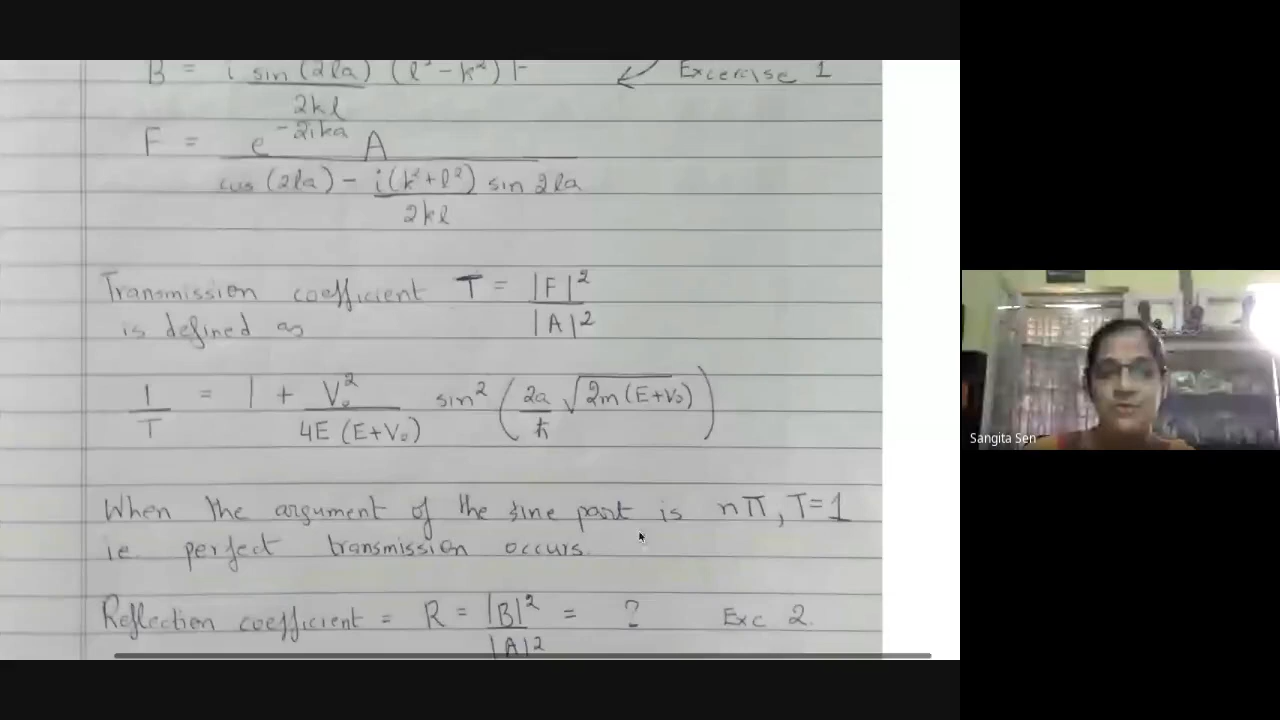 B = i sin (2la) (l² - k²) F Excercise 1
2kl
F = e^{-2ika} A
cos (2la) - i(k² + l²) sin 2la
2kl
Transmission coefficient T = |F|²
is defined as |A|²
1/T = 1 + V₀² / 4E (E+V₀) sin² (2a/ħ √2m(E+V₀))
When the argument of the sine part is nπ, T=1
ie. perfect transmission occurs.
Reflection coefficient = R = |B|² = ? Exc 2.
|A|²
Sangita Sen